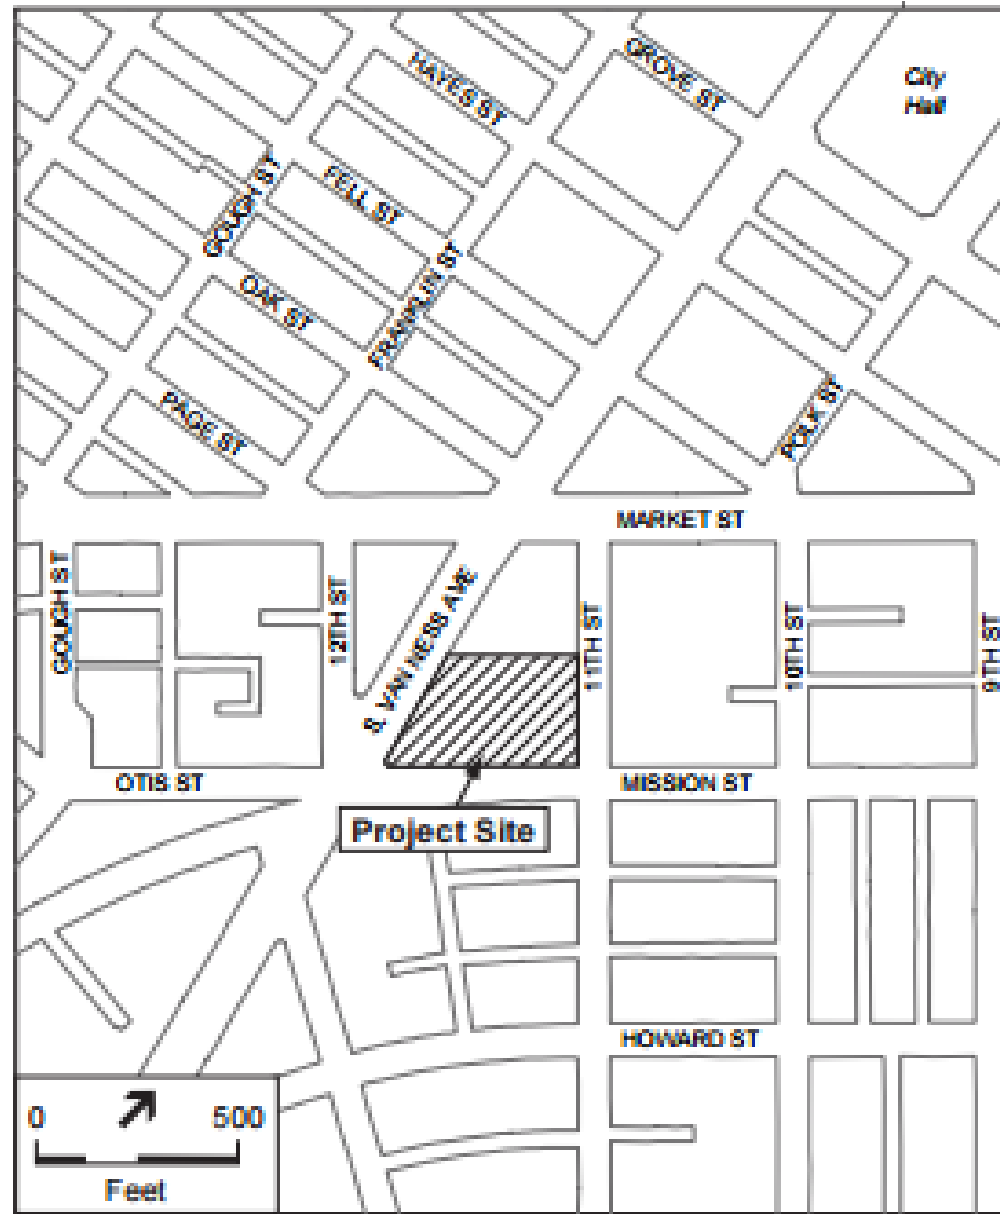 HAYES ST
GROVE ST
City
Hall
GOUGH ST
FELL ST
FRANKLIN ST
OAK ST
PAGE ST
POLK ST
MARKET ST
GOUGH ST
12TH ST
S. VAN NESS AVE
11TH ST
10TH ST
9TH ST
OTIS ST
MISSION ST
Project Site
HOWARD ST
0 500
Feet